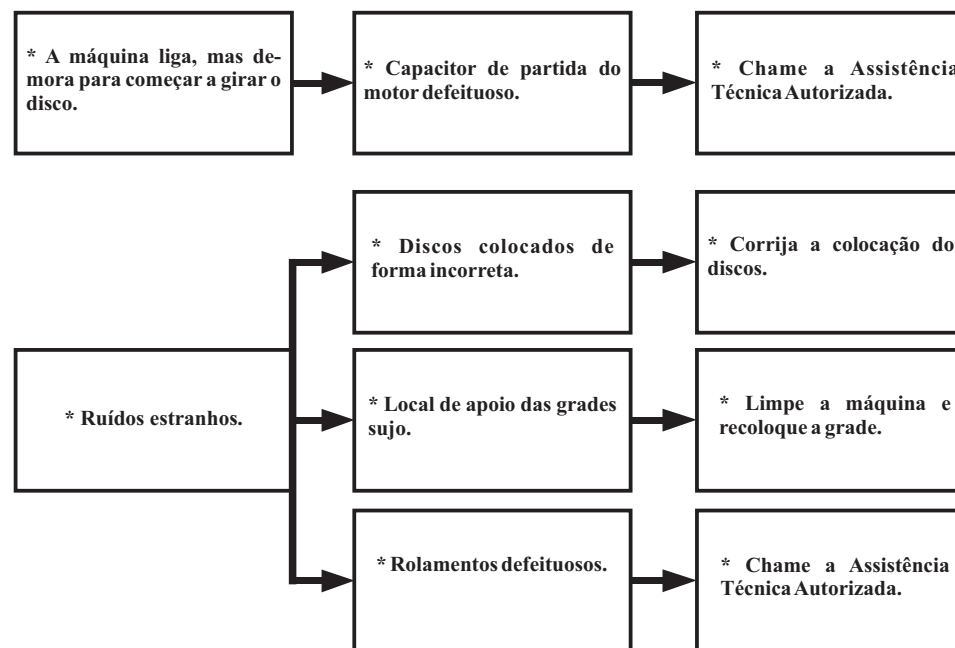 * A máquina liga, mas de-
mora para começar a girar o
disco.
* Capacitor de partida do
motor defeituoso.
* Chame a Assistência
Técnica Autorizada.
* Discos colocados de
forma incorreta.
* Corrija a colocação do
discos.
* Ruídos estranhos.
* Local de apoio das grades
sujo.
* Limpe a máquina e
recoloque a grade.
* Rolamentos defeituosos.
* Chame a Assistência
Técnica Autorizada.